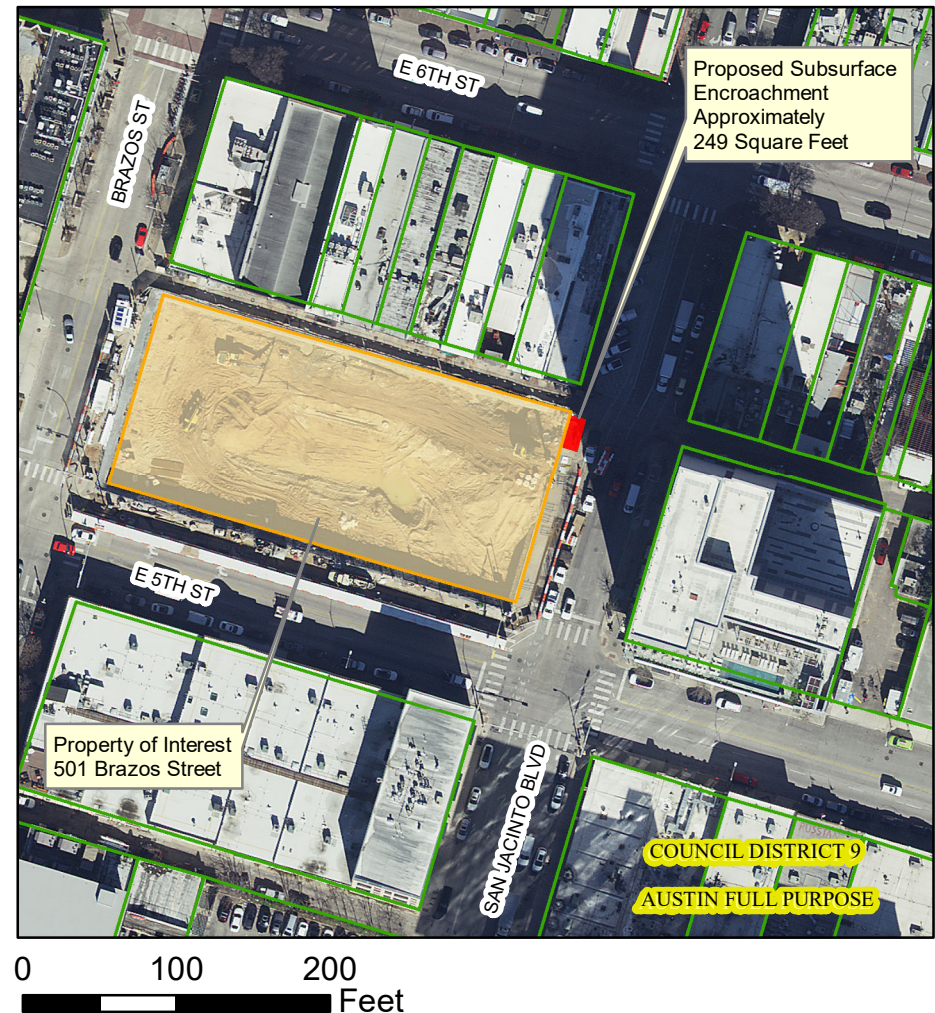 E 6TH ST
Proposed Subsurface
Encroachment
Approximately
249 Square Feet
BRAZOS ST
E 5TH ST
Property of Interest
501 Brazos Street
SAN JACINTO BLVD
COUNCIL DISTRICT 9
AUSTIN FULL PURPOSE
0 100 200
Feet